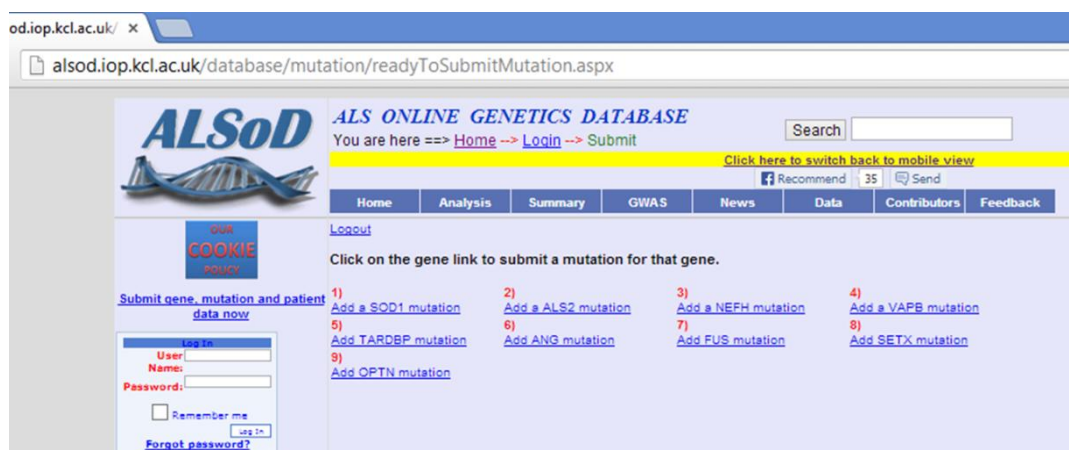 od.iop.kcl.ac.uk/ ×
alsod.iop.kcl.ac.uk/database/mutation/readyToSubmitMutation.aspx
ALSoD
ALS ONLINE GENETICS DATABASE
You are here ==> Home --> Login --> Submit
Search
Click here to switch back to mobile view
Recommend 35 Send
Home Analysis Summary GWAS News Data Contributors Feedback
OUR
COOKIE
POLICY
Submit gene, mutation and patient
data now
Log In
User
Name:
Password:
Remember me
Log In
Forgot password?
Logout
Click on the gene link to submit a mutation for that gene.
1) 2) 3) 4)
Add a SOD1 mutation Add a ALS2 mutation Add a NEFH mutation Add a VAPB mutation
5) 6) 7) 8)
Add TARDBP mutation Add ANG mutation Add FUS mutation Add SETX mutation
9)
Add OPTN mutation